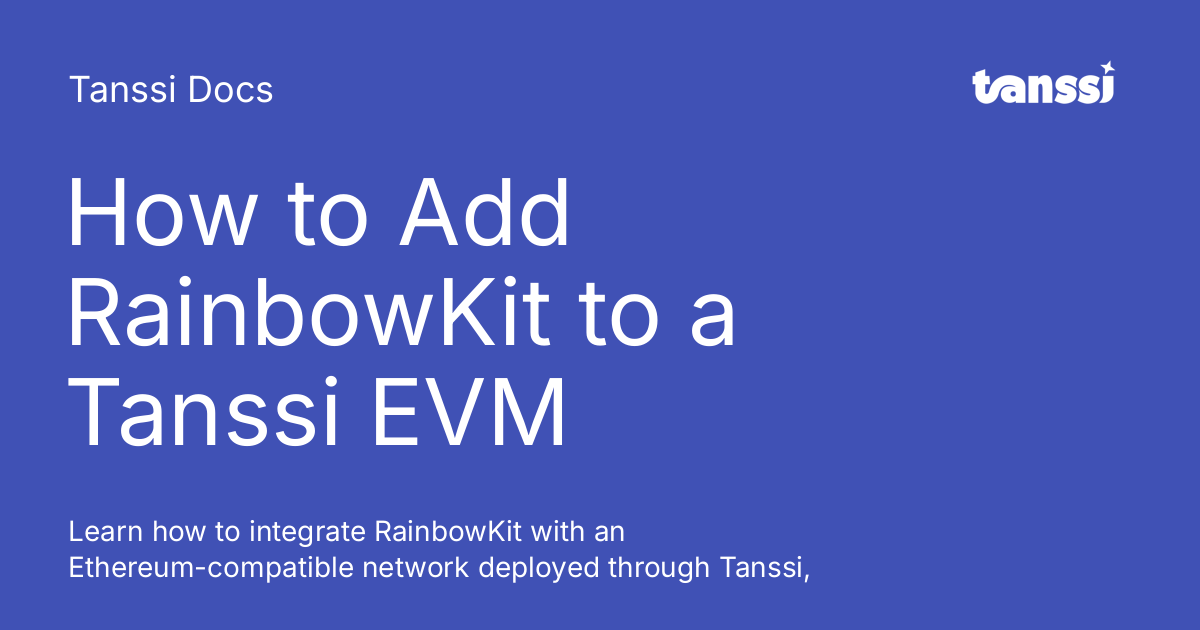 Tanssi Docs
tanssi
How to Add
RainbowKit to a
Tanssi EVM
Learn how to integrate RainbowKit with an
Ethereum-compatible network deployed through Tanssi,